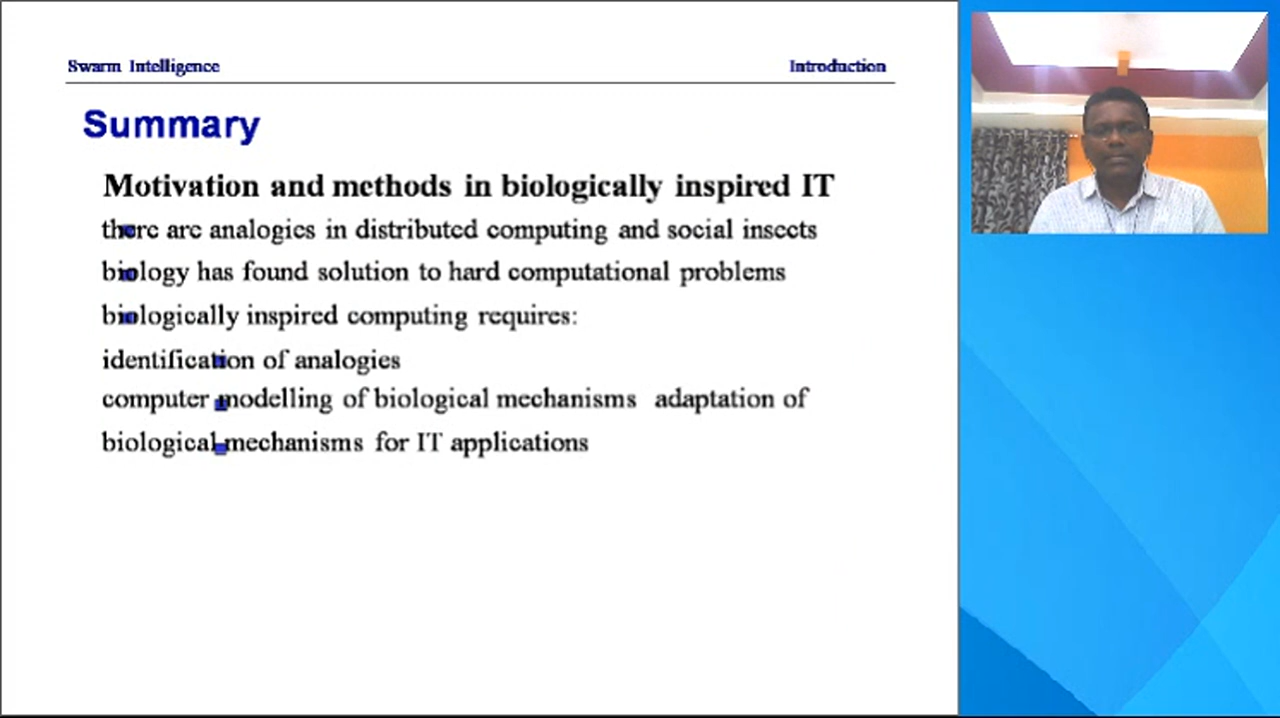 Swarm Intelligence Introduction
Summary
Motivation and methods in biologically inspired IT
there are analogies in distributed computing and social insects
biology has found solution to hard computational problems
biologically inspired computing requires:
identification of analogies
computer modelling of biological mechanisms adaptation of
biological mechanisms for IT applications